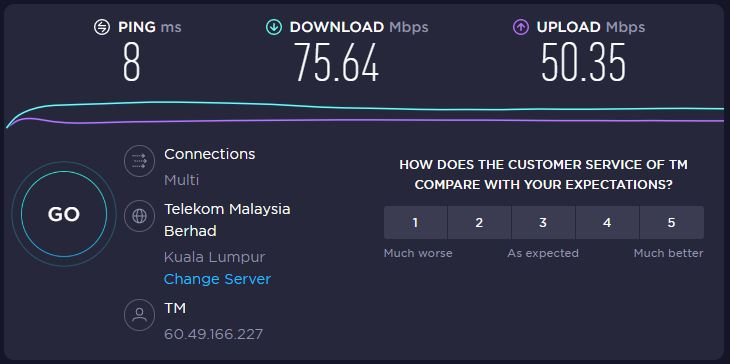 PING ms
8
DOWNLOAD Mbps
75.64
UPLOAD Mbps
50.35
GO
Connections
Multi
Telekom Malaysia
Berhad
Kuala Lumpur
Change Server
TM
60.49.166.227
HOW DOES THE CUSTOMER SERVICE OF TM
COMPARE WITH YOUR EXPECTATIONS?
1 2 3 4 5
Much worse As expected Much better